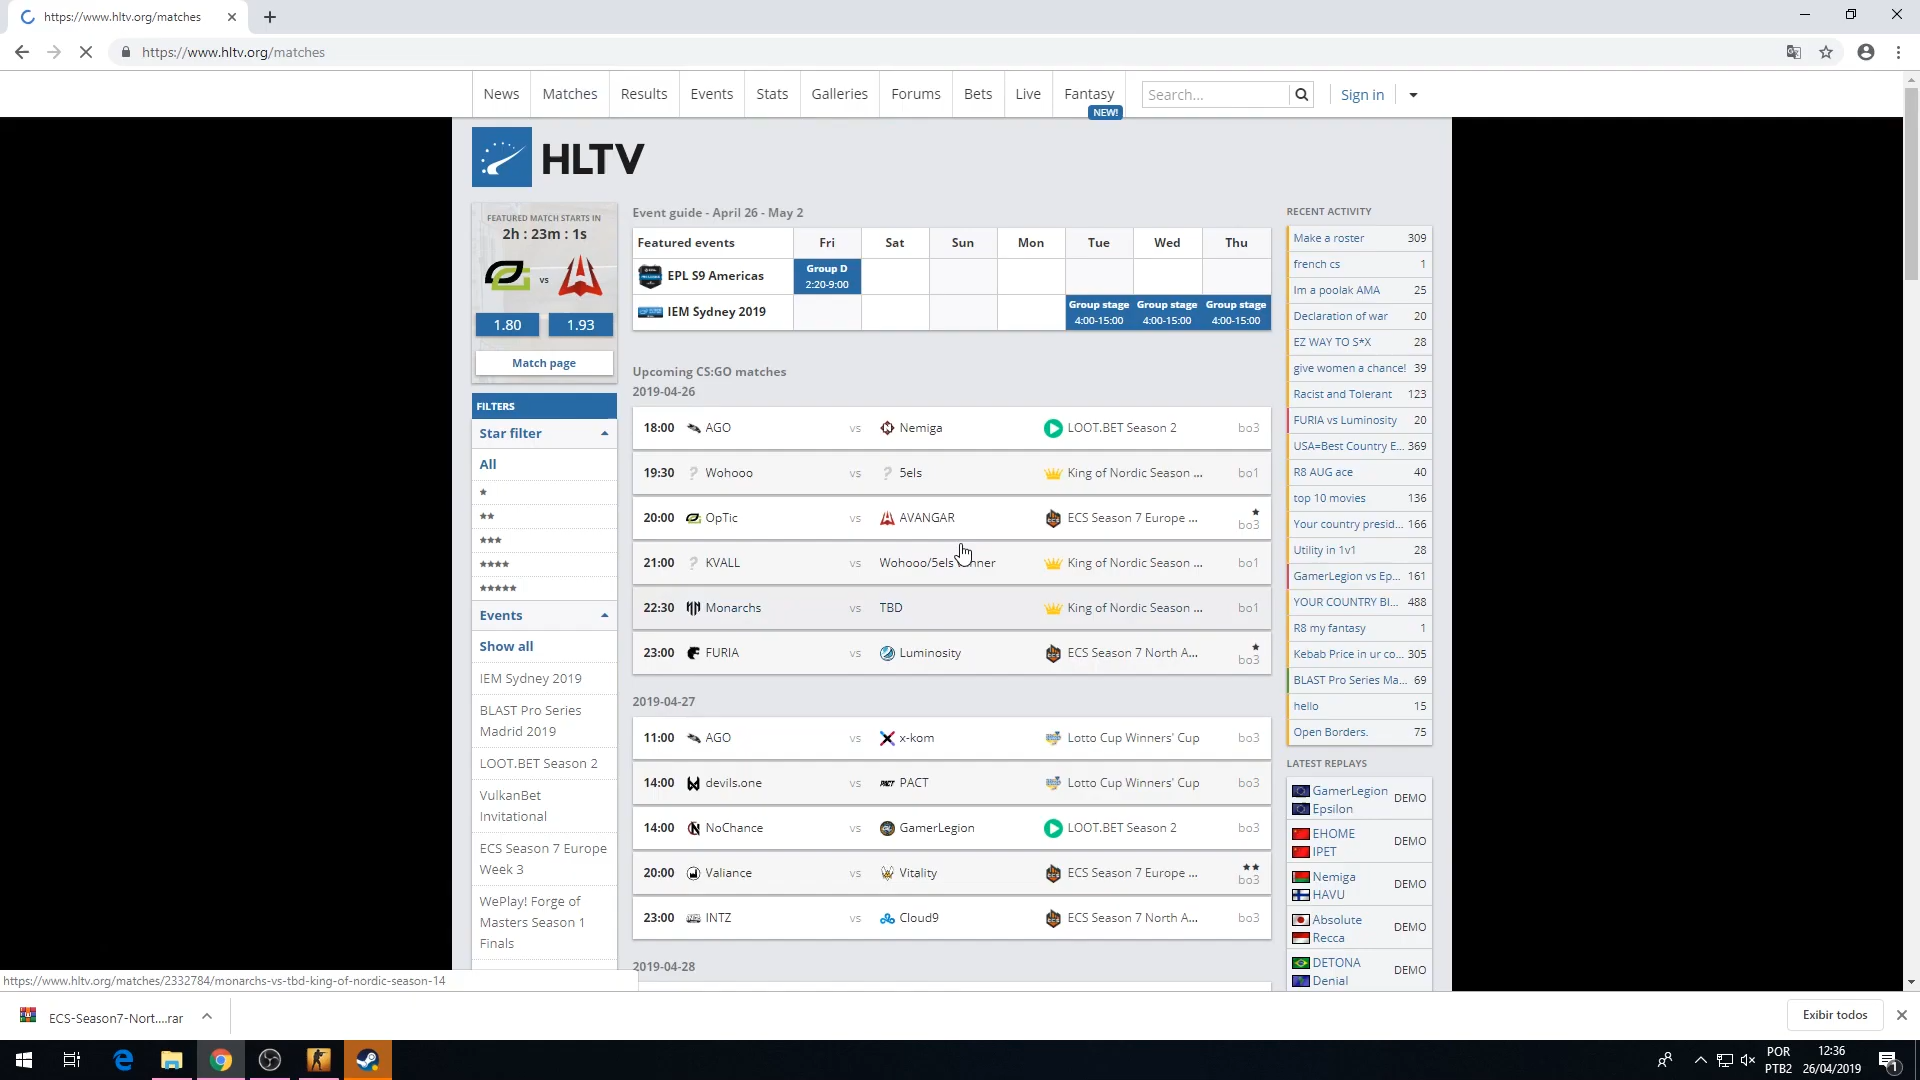 https://www.hltv.org/matches
https://www.hltv.org/matches
News Matches Results Events Stats Galleries Forums Bets Live Fantasy Search... Sign in
NEW!
HLTV
FEATURED MATCH STARTS IN
2h : 23m : 1s
vs
1.80 1.93
Match page
FILTERS
Star filter
All
Events
Show all
IEM Sydney 2019
BLAST Pro Series
Madrid 2019
LOOT.BET Season 2
VulkanBet
Invitational
ECS Season 7 Europe
Week 3
WePlay! Forge of
Masters Season 1
Finals
Event guide - April 26 - May 2
Featured events Fri Sat Sun Mon Tue Wed Thu
EPL S9 Americas Group D
2:20-9:00
IEM Sydney 2019 Group stage Group stage Group stage
4:00-15:00 4:00-15:00 4:00-15:00
Upcoming CS:GO matches
2019-04-26
18:00 AGO vs Nemiga LOOT.BET Season 2 bo3
19:30 ? Wohooo vs ? 5els King of Nordic Season ... bo1
20:00 OpTic vs AVANGAR ECS Season 7 Europe ... bo3
21:00 ? KVALL vs Wohooo/5els King of Nordic Season ... bo1
22:30 Monarchs vs TBD King of Nordic Season ... bo1
23:00 FURIA vs Luminosity ECS Season 7 North A... bo3
2019-04-27
11:00 AGO vs x-kom Lotto Cup Winners' Cup bo3
14:00 devils.one vs PACT PACT Lotto Cup Winners' Cup bo3
14:00 NoChance vs GamerLegion LOOT.BET Season 2 bo3
20:00 Valiance vs Vitality ECS Season 7 Europe ... bo3
23:00 INTZ vs Cloud9 ECS Season 7 North A... bo3
2019-04-28
RECENT ACTIVITY
Make a roster 309
french cs 1
Im a poolak AMA 25
Declaration of war 20
EZ WAY TO S*X 28
give women a chance! 39
Racist and Tolerant 123
FURIA vs Luminosity 20
USA=Best Country E... 369
R8 AUG ace 40
top 10 movies 136
Your country presid... 166
Utility in 1v1 28
GamerLegion vs Ep... 161
YOUR COUNTRY BI... 488
R8 my fantasy 1
Kebab Price in ur co... 305
BLAST Pro Series Ma... 69
hello 15
Open Borders. 75
LATEST REPLAYS
GamerLegion
Epsilon DEMO
EHOME
IPET DEMO
Nemiga
HAVU DEMO
Absolute
Recca DEMO
DETONA
Denial DEMO
https://www.hltv.org/matches/2332784/monarchs-vs-tbd-king-of-nordic-season-14
ECS-Season7-Nort....rar
Exibir todos
POR
PTB2
12:36
26/04/2019
1